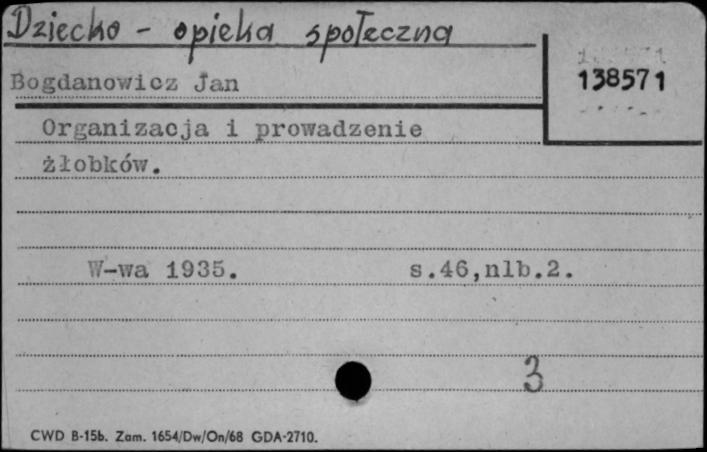 Dziecko - opieka społeczna
Bogdanowicz Jan
138571
Organizacja i prowadzenie
żłobków.
W-wa 1935. s.46,nlb.2.
3
CWD B-15b. Zam. 1654/Dw/On/68 GDA-2710.